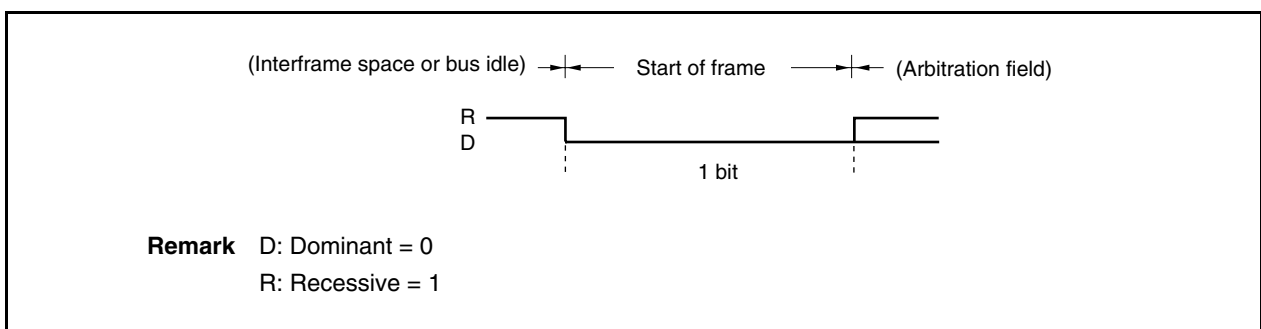 (Interframe space or bus idle) Start of frame (Arbitration field)
R
D
1 bit
Remark D: Dominant = 0
R: Recessive = 1